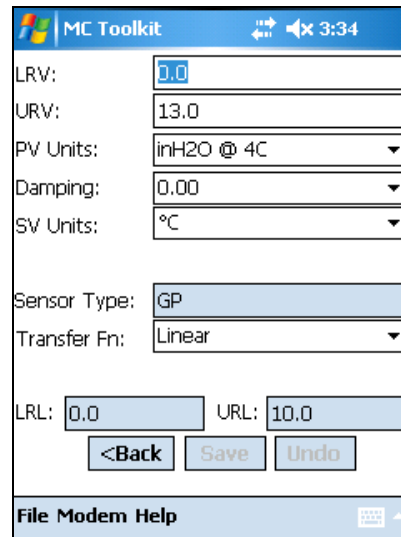 MC Toolkit 3:34
LRV: 0.0
URV: 13.0
PV Units: inH2O @ 4C
Damping: 0.00
SV Units: °C
Sensor Type: GP
Transfer Fn: Linear
LRL: 0.0 URL: 10.0
<Back Save Undo
File Modem Help